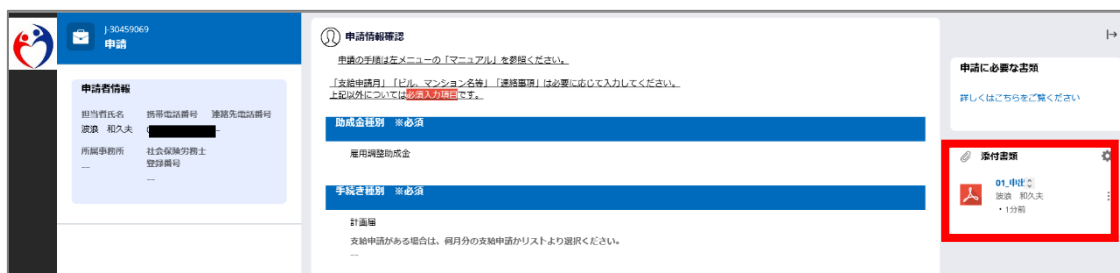 J-30459069
申請
申請者情報
担当者氏名 携帯電話番号 連絡先電話番号
波浪 和久夫
所属事務所 社会保険労務士
登録番号
--
--
申請情報確認
申請の手順は左メニューの「マニュアル」を参照ください。
「支給申請月」「ビル、マンション名等」「連絡事項」は必要に応じて入力してください。
上記以外については必須入力項目です。
助成金種別 ※必須
雇用調整助成金
手続き種別 ※必須
計画届
支給申請がある場合は、何月分の支給申請かリストより選択ください。
--
申請に必要な書類
詳しくはこちらをご覧ください
添付書類
01_申出
波浪 和久夫
・1分前